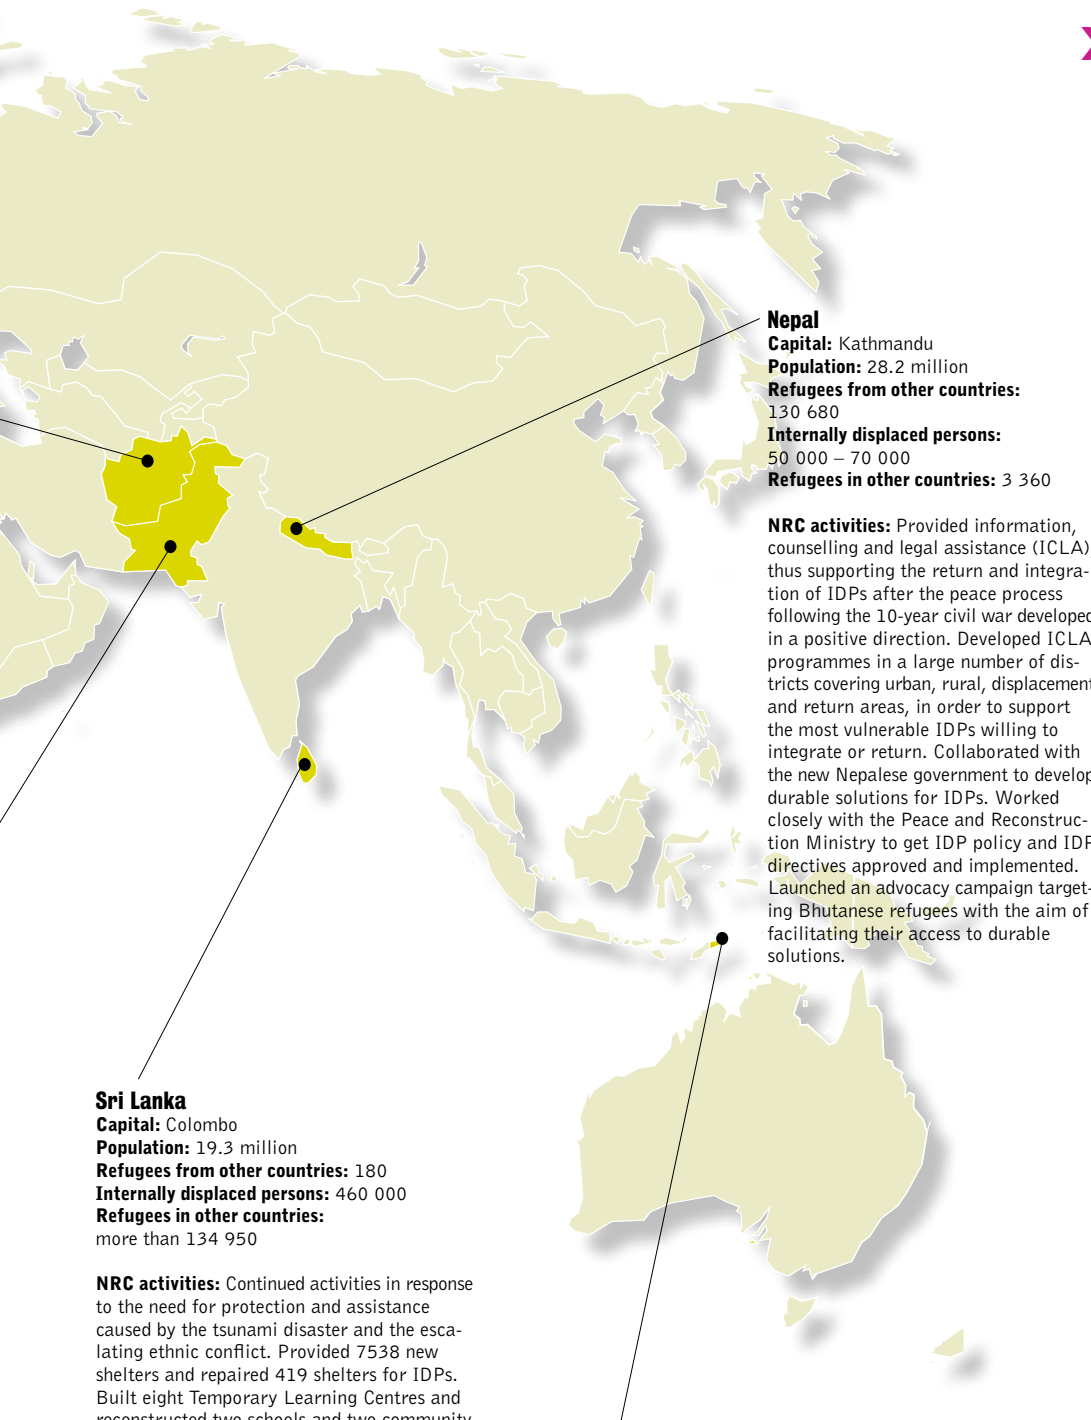 Nepal
Capital: Kathmandu
Population: 28.2 million
Refugees from other countries:
130 680
Internally displaced persons:
50 000 – 70 000
Refugees in other countries: 3 360
NRC activities: Provided information,
counselling and legal assistance (ICLA)
thus supporting the return and integra-
tion of IDPs after the peace process
following the 10-year civil war developed
in a positive direction. Developed ICLA
programmes in a large number of dis-
tricts covering urban, rural, displacement
and return areas, in order to support
the most vulnerable IDPs willing to
integrate or return. Collaborated with
the new Nepalese government to develop
durable solutions for IDPs. Worked
closely with the Peace and Reconstruc-
tion Ministry to get IDP policy and IDP
directives approved and implemented.
Launched an advocacy campaign target-
ing Bhutanese refugees with the aim of
facilitating their access to durable
solutions.
Sri Lanka
Capital: Colombo
Population: 19.3 million
Refugees from other countries: 180
Internally displaced persons: 460 000
Refugees in other countries:
more than 134 950
NRC activities: Continued activities in response
to the need for protection and assistance
caused by the tsunami disaster and the esca-
lating ethnic conflict. Provided 7538 new
shelters and repaired 419 shelters for IDPs.
Built eight Temporary Learning Centres and
reconstructed two schools and two community